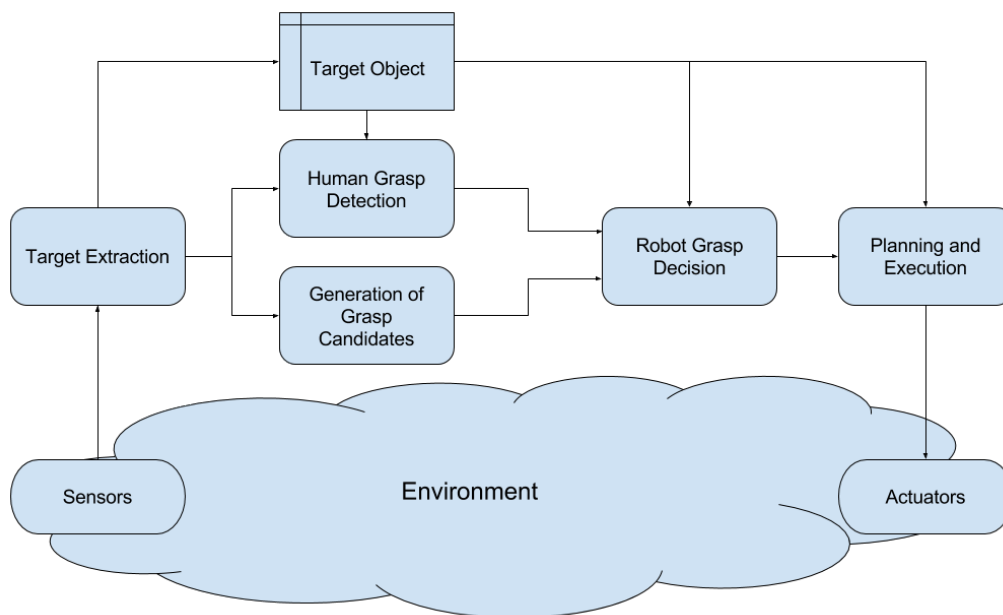 Target Object
Human Grasp
Detection
Target Extraction
Robot Grasp
Decision
Planning and
Execution
Generation of
Grasp
Candidates
Sensors
Environment
Actuators